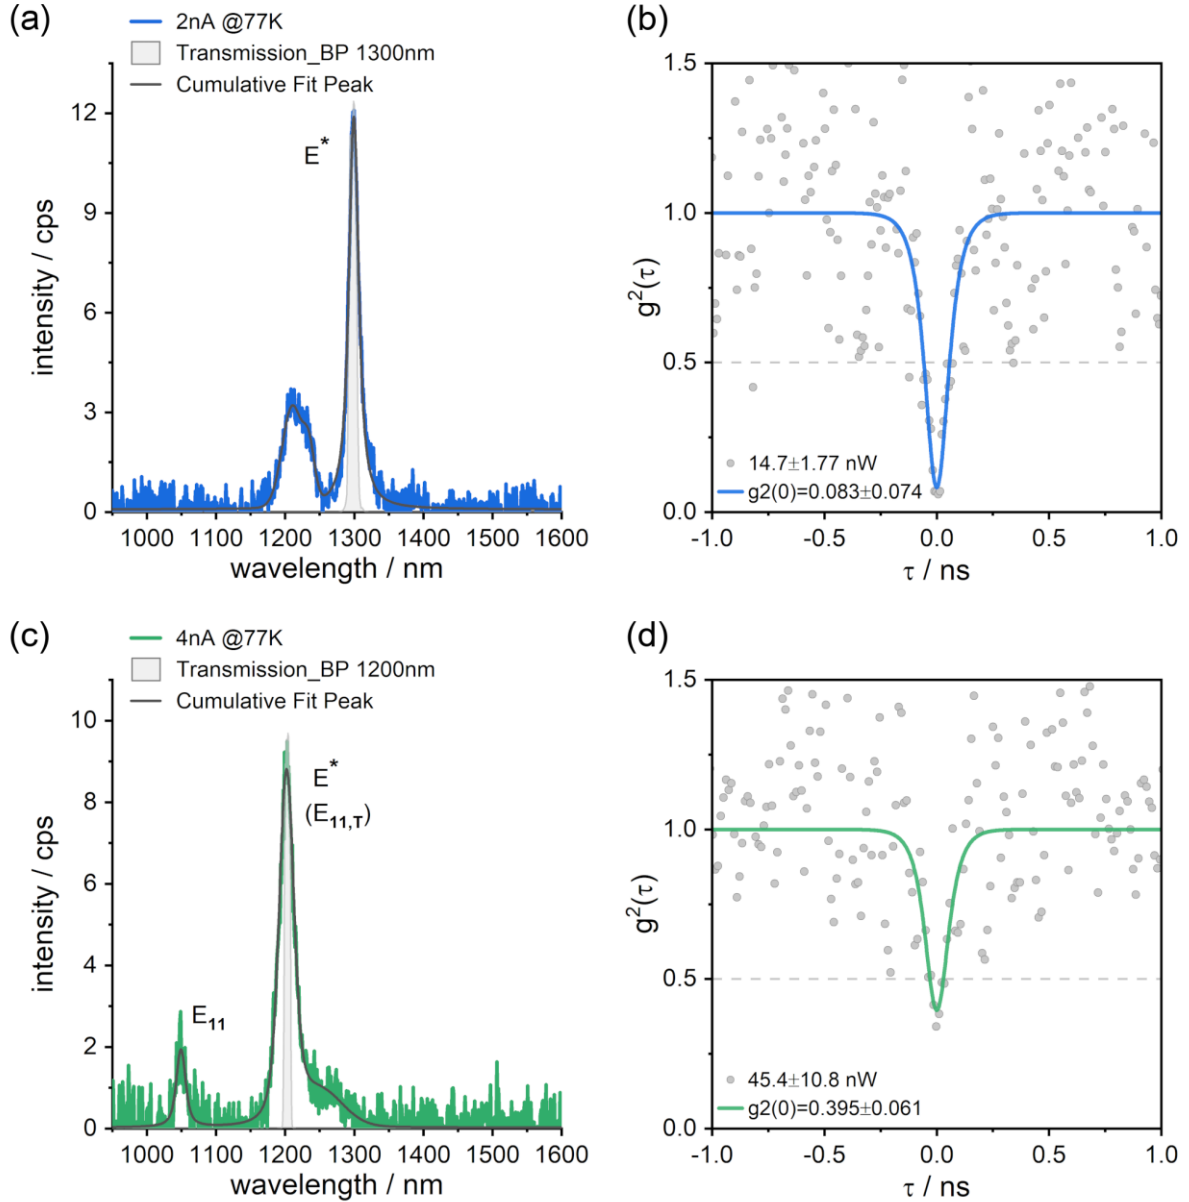 (a)
2nA @77K
Transmission_BP 1300nm
Cumulative Fit Peak
E*
intensity / cps
12
9
6
3
0
1000 1100 1200 1300 1400 1500 1600
wavelength / nm
(b)
1.5
1.0
0.5
0.0
g²(τ)
14.7±1.77 nW
g2(0)=0.083±0.074
-1.0 -0.5 0.0 0.5 1.0
τ / ns
(c)
4nA @77K
Transmission_BP 1200nm
Cumulative Fit Peak
E*
(E₁₁,T)
E₁₁
intensity / cps
10
8
6
4
2
0
1000 1100 1200 1300 1400 1500 1600
wavelength / nm
(d)
1.5
1.0
0.5
0.0
g²(τ)
45.4±10.8 nW
g2(0)=0.395±0.061
-1.0 -0.5 0.0 0.5 1.0
τ / ns